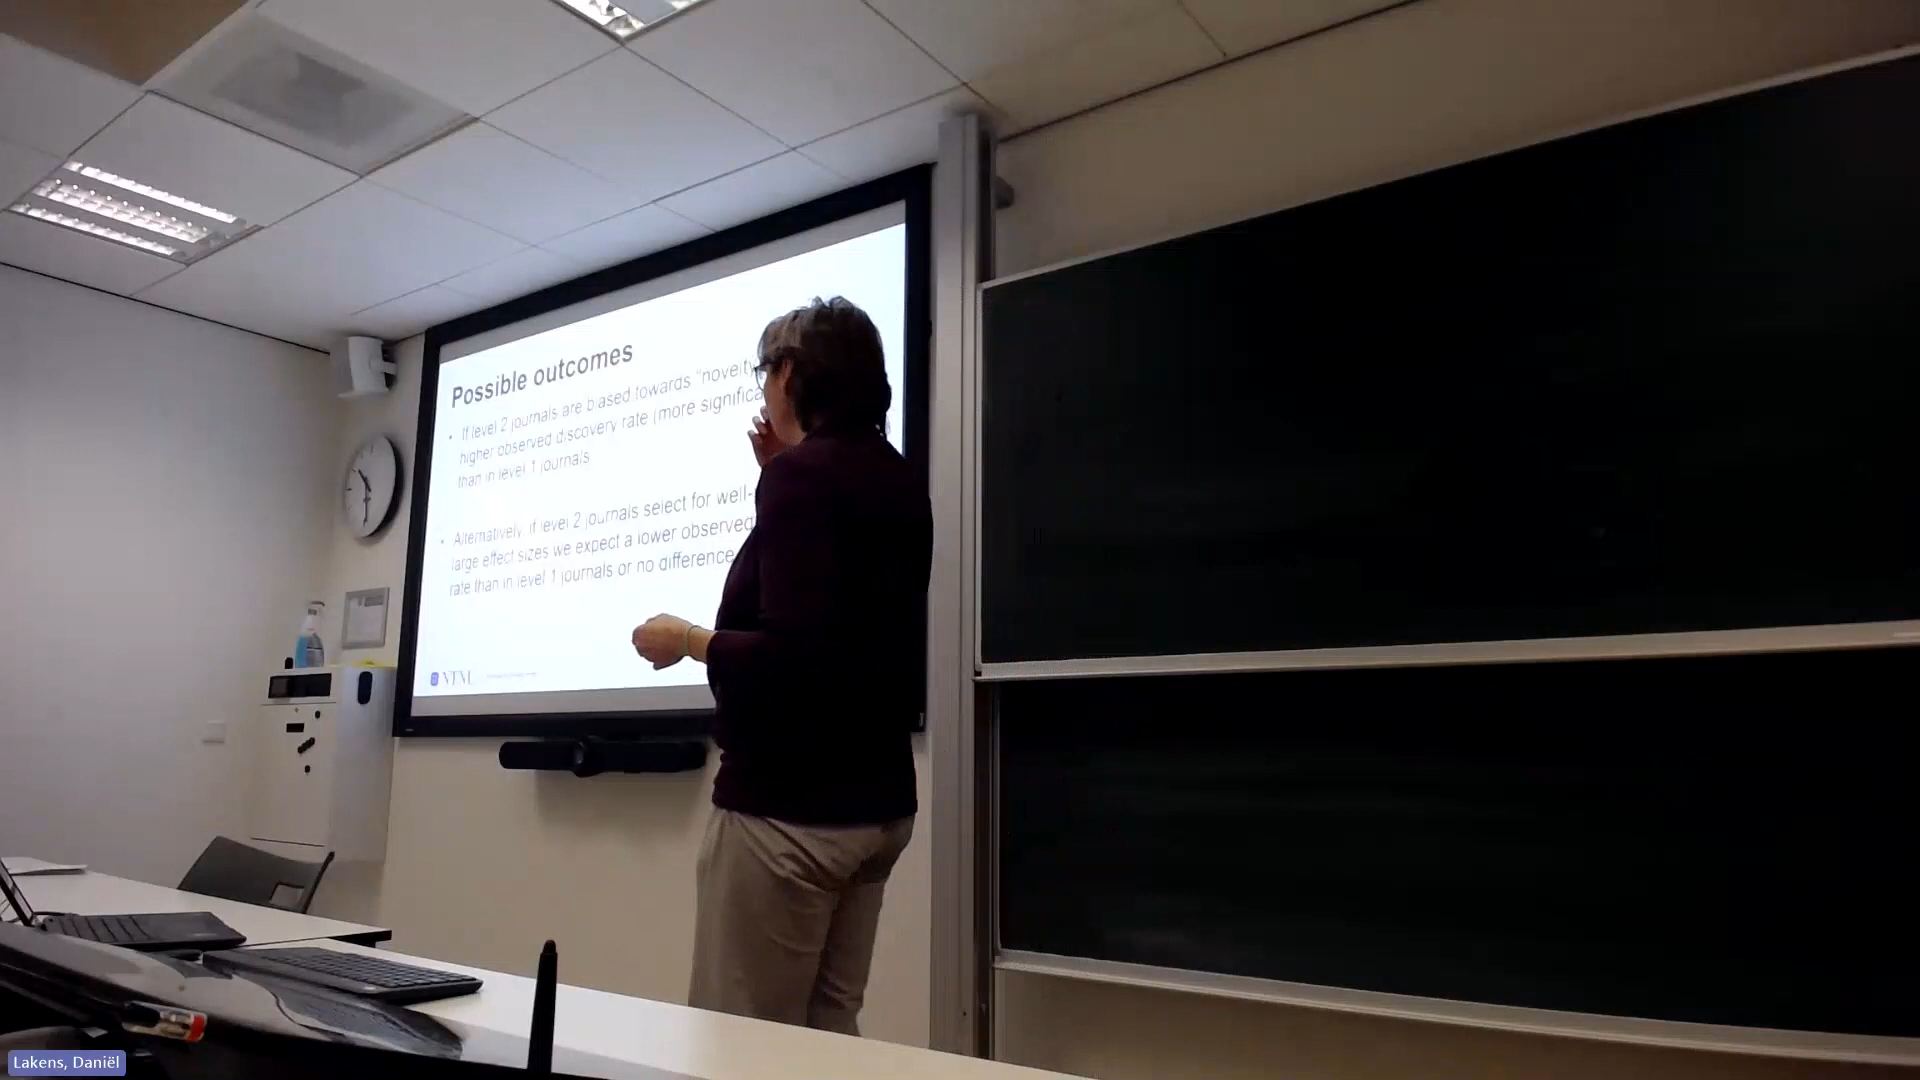 Possible outcomes
• If level 2 journals are biased towards "novelty
higher observed discovery rate (more significa
than in level 1 journals
• Alternatively, if level 2 journals select for well-
large effect sizes we expect a lower observed
rate than in level 1 journals or no difference
NTNU
Lakens, Daniël